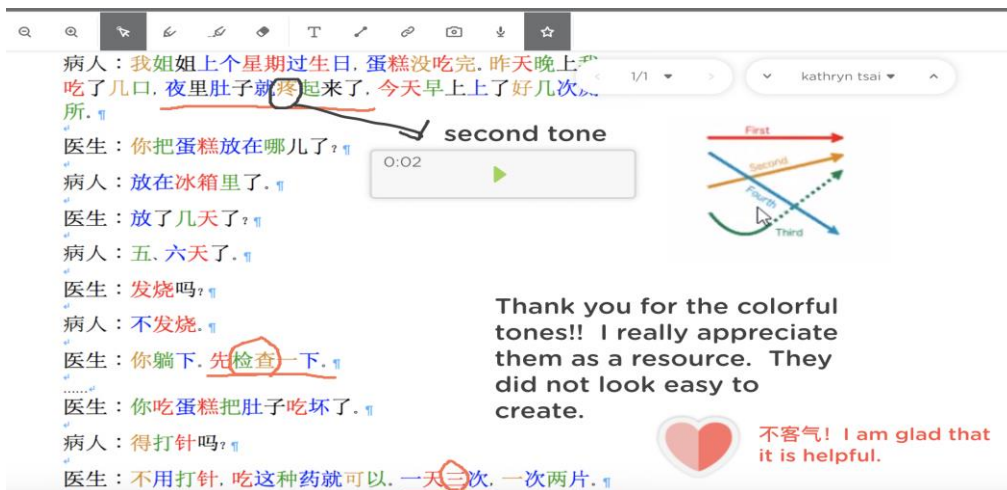 病人：我姐姐上个星期过生日, 蛋糕没吃完. 昨天晚上我
吃了几口, 夜里肚子就疼起来了, 今天早上上了好几次厕
所. ¶
1/1
kathryn tsai
second tone
0:02
First
Second
Fourth
Third
医生：你把蛋糕放在哪儿了? ¶
病人：放在冰箱里了. ¶
医生：放了几天了? ¶
病人：五、六天了. ¶
医生：发烧吗? ¶
病人：不发烧. ¶
医生：你躺下. 先检查一下. ¶
......
医生：你吃蛋糕把肚子吃坏了. ¶
病人：得打针吗? ¶
医生：不用打针, 吃这种药就可以. 一天三次, 一次两片. ¶
Thank you for the colorful
tones!! I really appreciate
them as a resource. They
did not look easy to
create.
不客气! I am glad that
it is helpful.